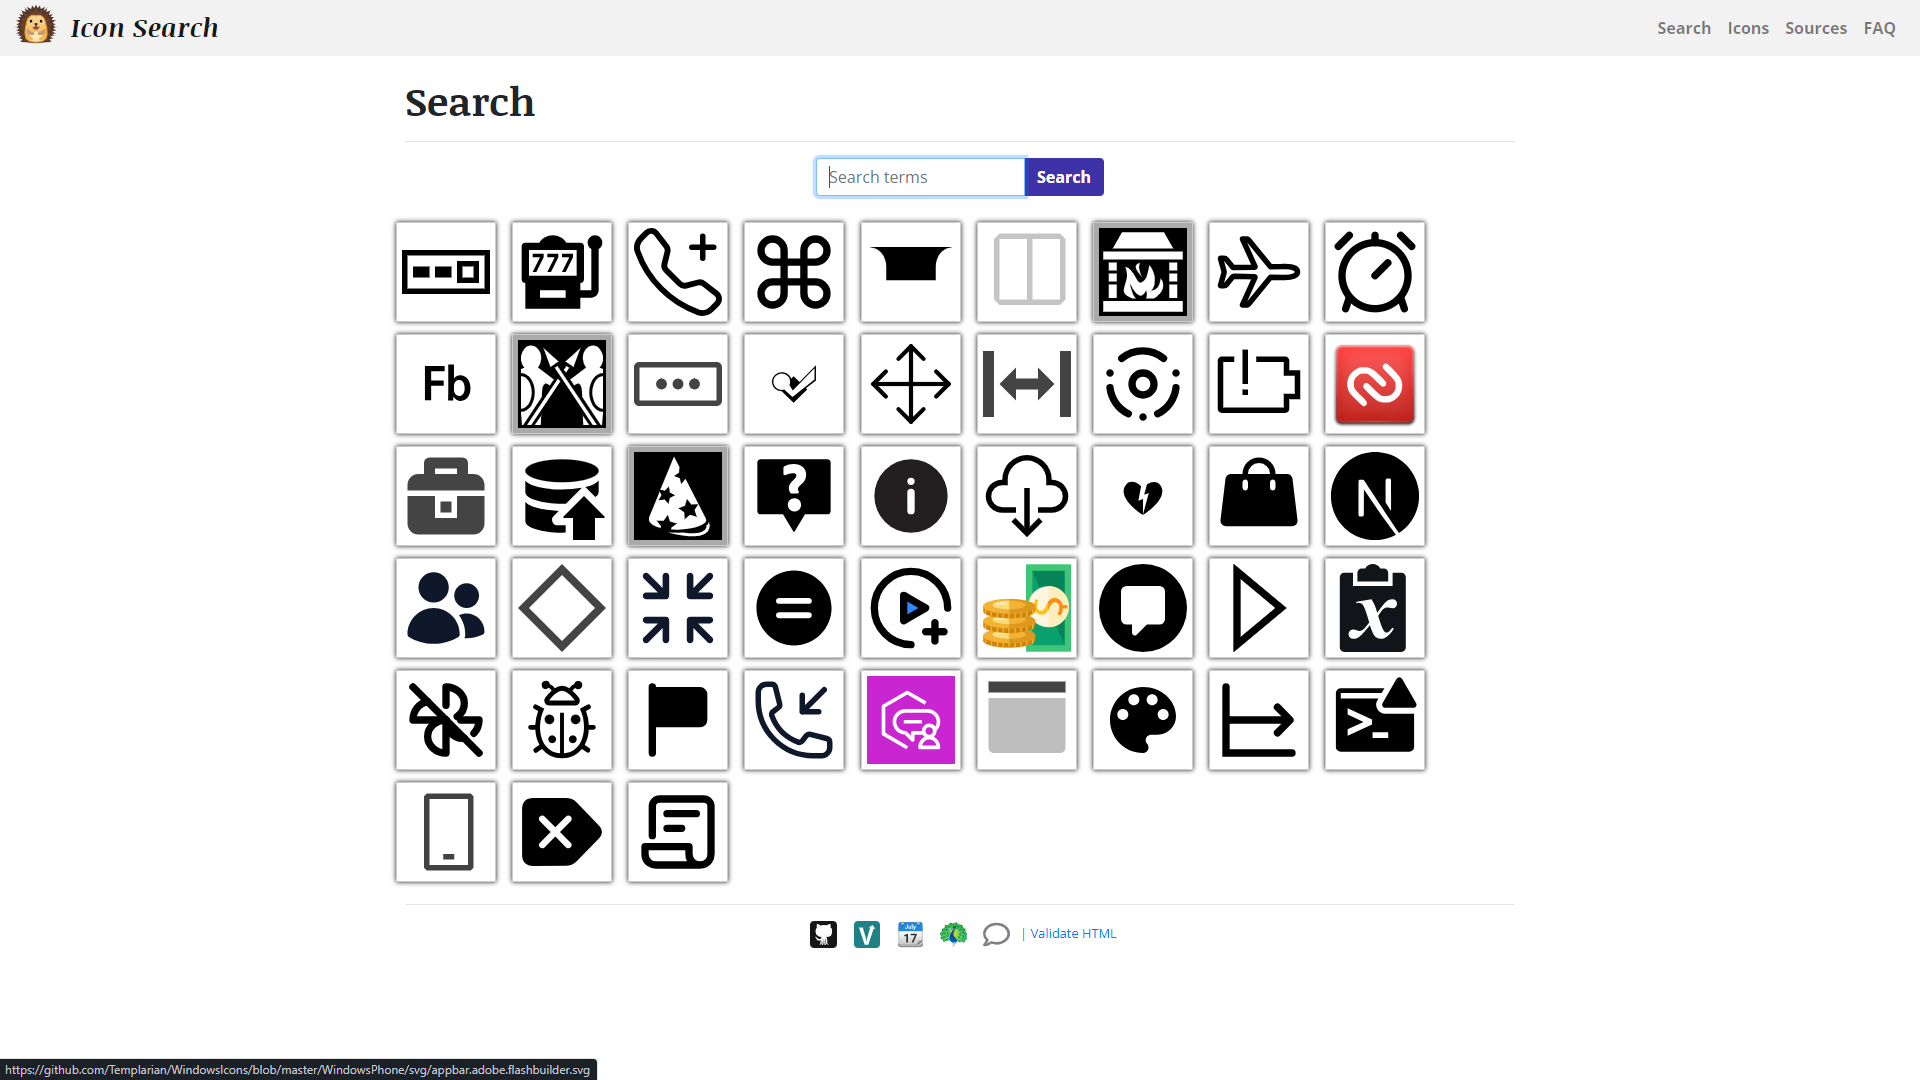 Icon Search
Search
Icons
Sources
FAQ
Search
Search terms
Search
777
Fb
?
i
N
x
>_
July
17
V
| Validate HTML
https://github.com/Templarian/WindowsIcons/blob/master/WindowsPhone/svg/appbar.adobe.flashbuilder.svg